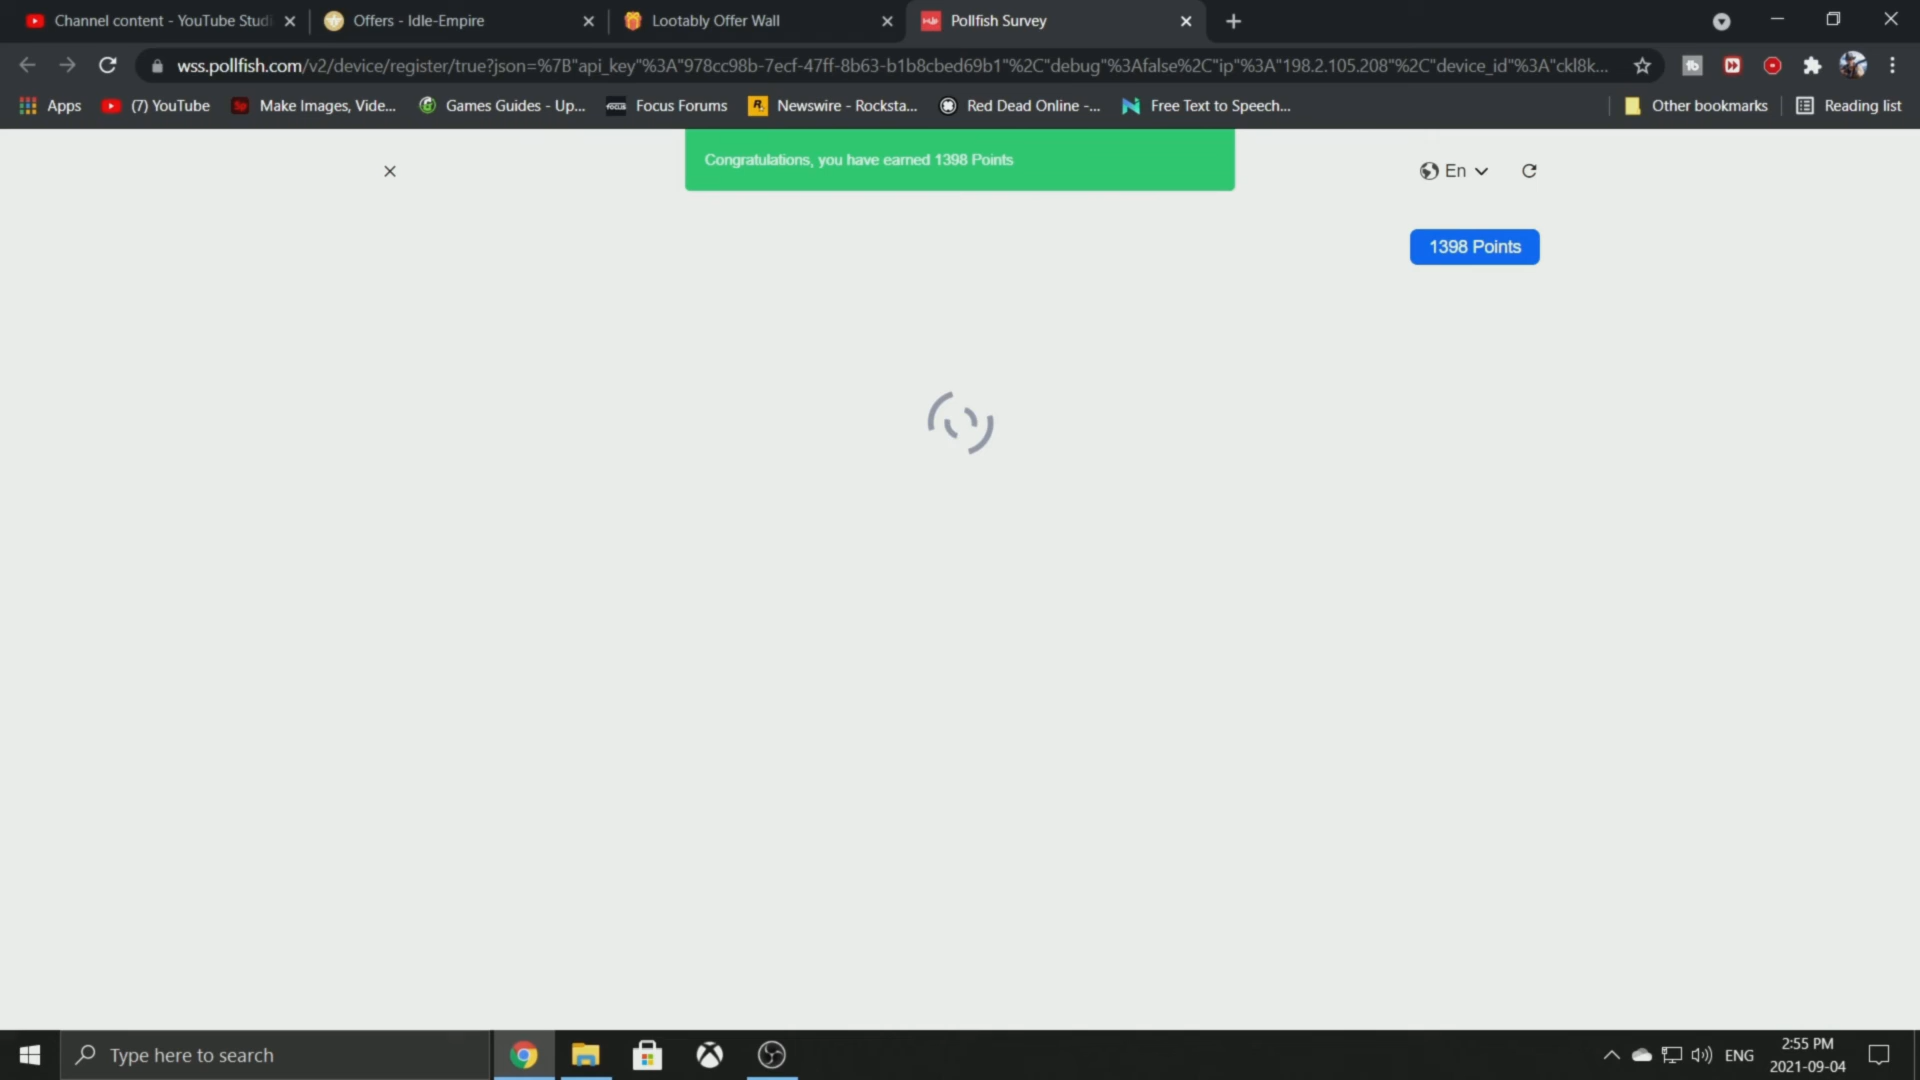 Channel content - YouTube Studi
Offers - Idle-Empire
Lootably Offer Wall
Pollfish Survey
wss.pollfish.com/v2/device/register/true?json=%7B"api_key"%3A"978cc98b-7ecf-47ff-8b63-b1b8cbed69b1"%2C"debug"%3Afalse%2C"ip"%3A"198.2.105.208"%2C"device_id"%3A"ckl8k...
Apps
(7) YouTube
Make Images, Vide...
Games Guides - Up...
Focus Forums
Newswire - Rocksta...
Red Dead Online -...
Free Text to Speech...
Other bookmarks
Reading list
Congratulations, you have earned 1398 Points
En
1398 Points
Type here to search
ENG
2:55 PM
2021-09-04